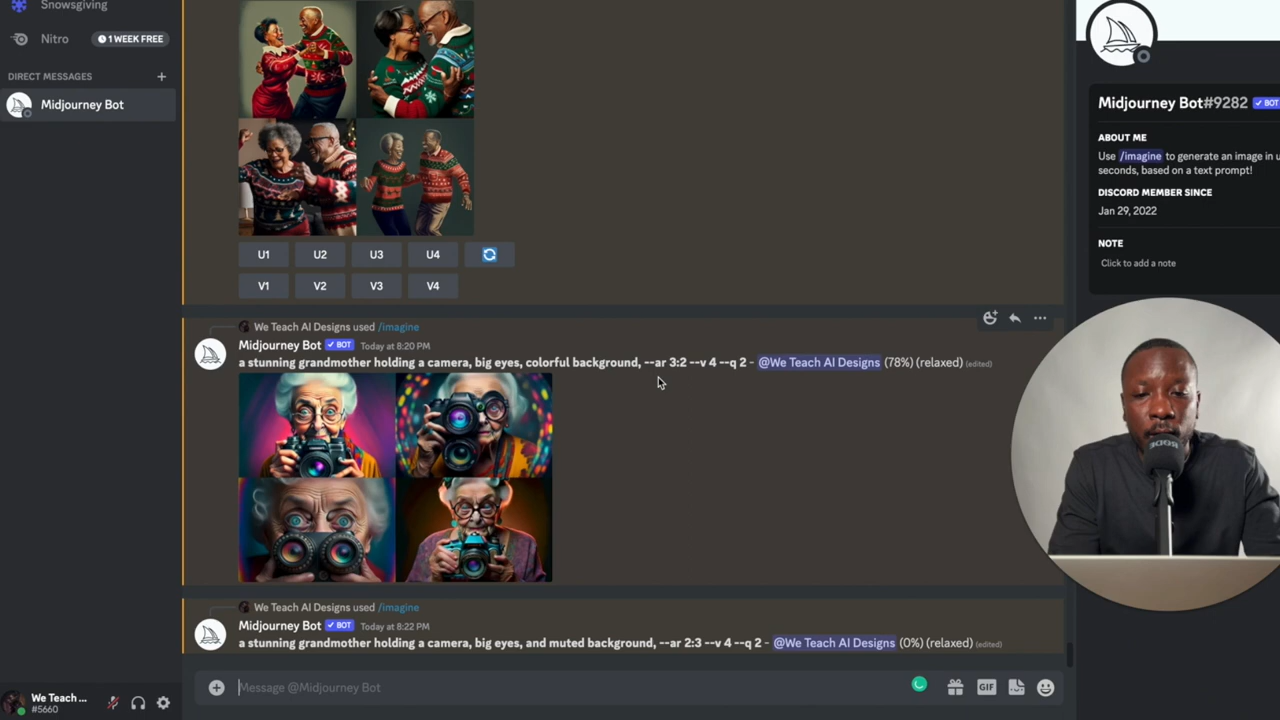 Snowsgiving
Nitro
1 WEEK FREE
DIRECT MESSAGES
Midjourney Bot
U1 U2 U3 U4
V1 V2 V3 V4
We Teach AI Designs used /imagine
Midjourney Bot ✓ BOT Today at 8:20 PM
a stunning grandmother holding a camera, big eyes, colorful background, --ar 3:2 --v 4 --q 2 - @We Teach AI Designs (78%) (relaxed) (edited)
We Teach AI Designs used /imagine
Midjourney Bot ✓ BOT Today at 8:22 PM
a stunning grandmother holding a camera, big eyes, and muted background, --ar 2:3 --v 4 --q 2 - @We Teach AI Designs (0%) (relaxed) (edited)
Message @Midjourney Bot
GIF
We Teach ...
#5660
Midjourney Bot#9282 ✓ BOT
ABOUT ME
Use /imagine to generate an image in u
seconds, based on a text prompt!
DISCORD MEMBER SINCE
Jan 29, 2022
NOTE
Click to add a note
RODE